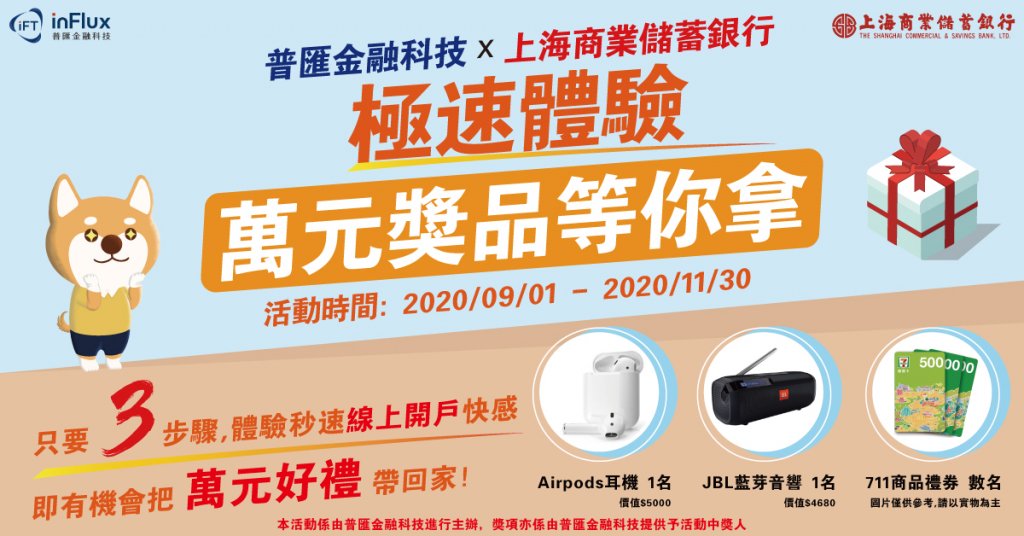 iFT inFlux
普匯金融科技
上海商業儲蓄銀行
THE SHANGHAI COMMERCIAL & SAVINGS BANK, LTD.
普匯金融科技 x 上海商業儲蓄銀行
極速體驗
萬元獎品等你拿
活動時間: 2020/09/01 - 2020/11/30
只要 3 步驟,體驗秒速線上開戶快感
即有機會把 萬元好禮 帶回家!
500
Airpods耳機 1名
價值$5000
JBL藍芽音響 1名
價值$4680
711商品禮券 數名
圖片僅供參考,請以實物為主
本活動係由普匯金融科技進行主辦, 獎項亦係由普匯金融科技提供予活動中獎人